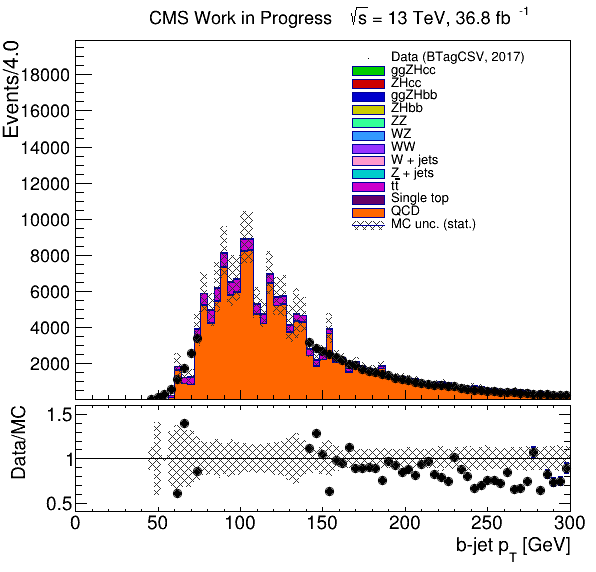 CMS Work in Progress √s = 13 TeV, 36.8 fb -1
Events/4.0
18000
16000
14000
12000
10000
8000
6000
4000
2000
Data (BTagCSV, 2017)
ggZHcc
ZHcc
ggZHbb
ZHbb
ZZ
WZ
WW
W + jets
Z + jets
tt̅
Single top
QCD
MC unc. (stat.)
Data/MC
1.5
1
0.5
0 50 100 150 200 250 300
b-jet p_T [GeV]